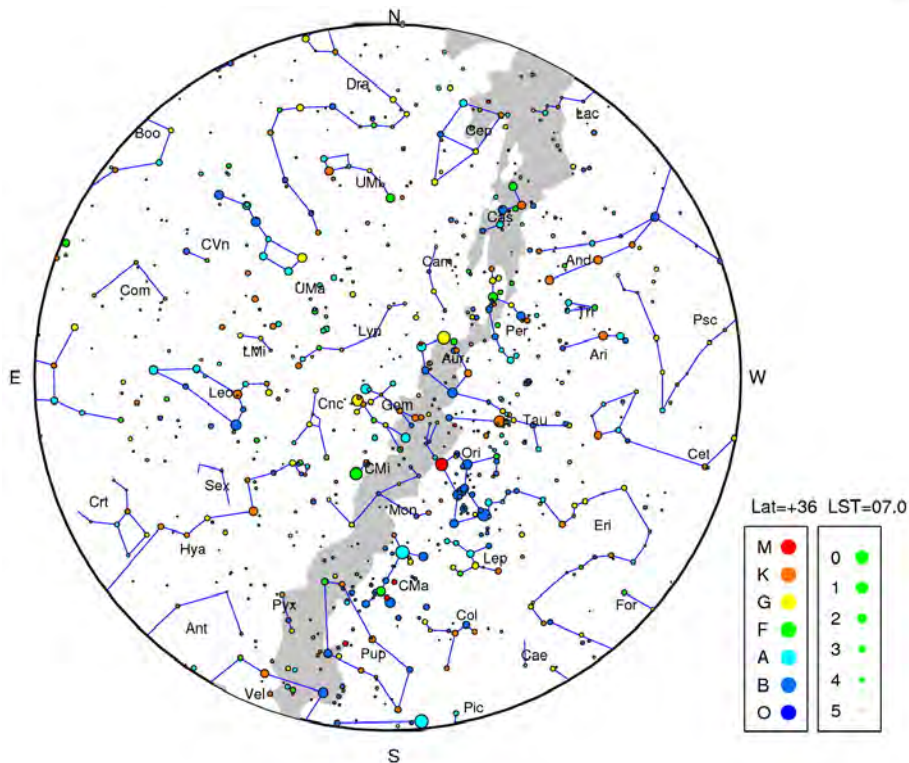 N
Dra
Lac
Cep
Boo
UMi
Cas
CVn
And
Cam
Com
UMa
Tri
Psc
Per
Lyn
LMi
Aur
Ari
E
W
Leo
Gem
Cnc
Tau
Ori
Cet
CMi
Sex
Crt
Mon
Eri
Lat=+36 LST=07.0
Hya
Lep
M
K
G
F
A
B
O
0
1
2
3
4
5
CMa
Pyx
For
Ant
Col
Pup
Cae
Vel
Pic
S